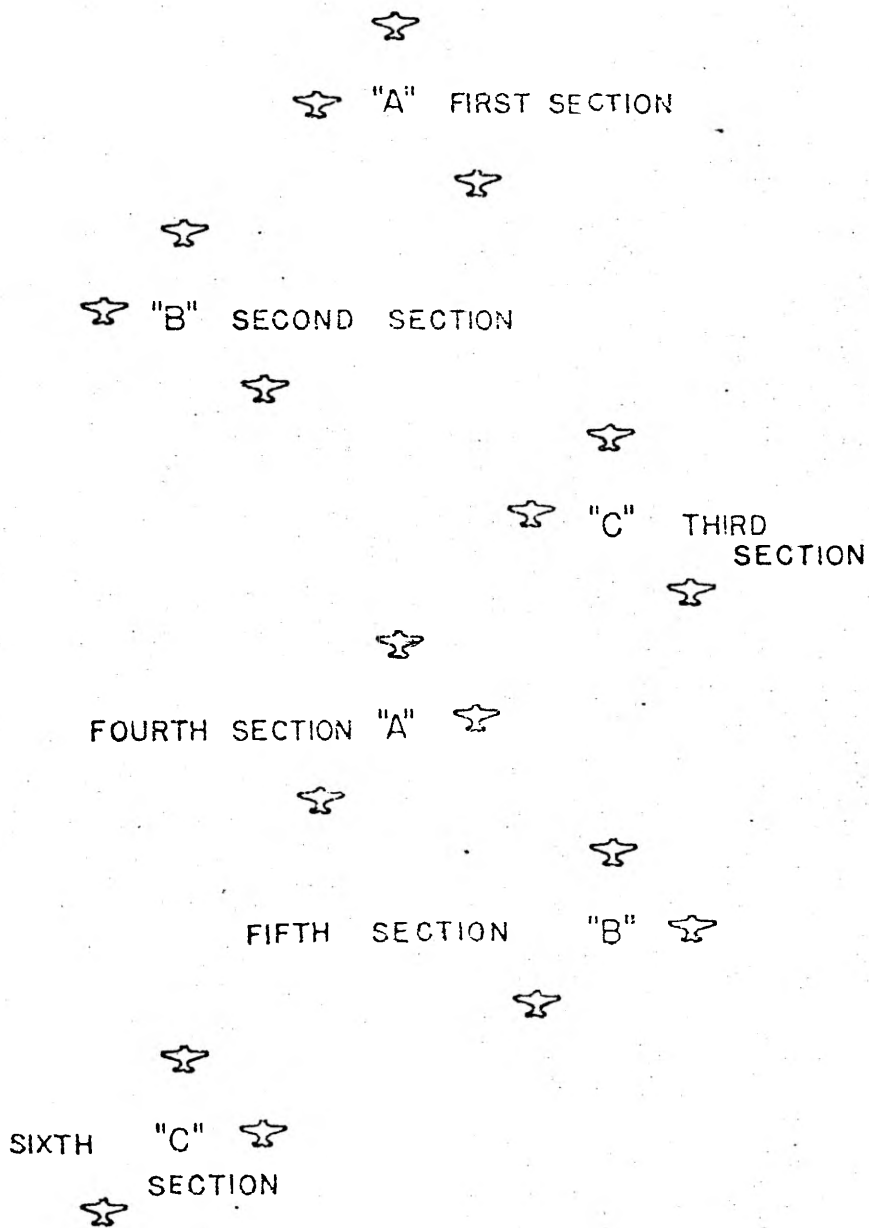 "A" FIRST SECTION
"B" SECOND SECTION
"C" THIRD
SECTION
FOURTH SECTION "A"
FIFTH SECTION "B"
SIXTH "C"
SECTION